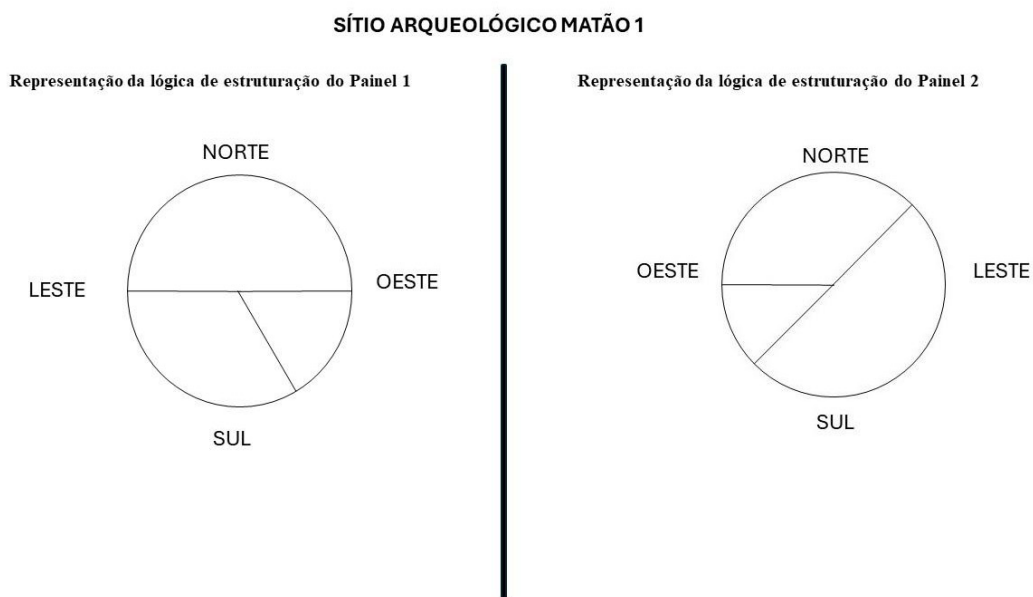 SÍTIO ARQUEOLÓGICO MATÃO 1
Representação da lógica de estruturação do Painel 1
NORTE
LESTE
OESTE
SUL
Representação da lógica de estruturação do Painel 2
NORTE
OESTE
LESTE
SUL